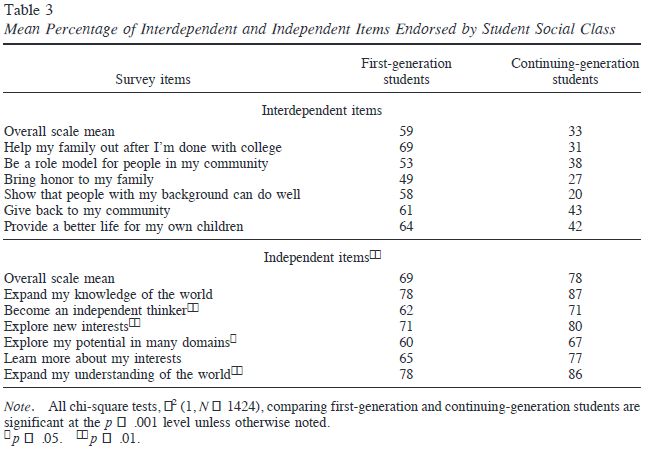 Table 3
Mean Percentage of Interdependent and Independent Items Endorsed by Student Social Class
Survey items First-generation students Continuing-generation students
Interdependent items
Overall scale mean 59 33
Help my family out after I'm done with college 69 31
Be a role model for people in my community 53 38
Bring honor to my family 49 27
Show that people with my background can do well 58 20
Give back to my community 61 43
Provide a better life for my own children 64 42
Independent items□□
Overall scale mean 69 78
Expand my knowledge of the world 78 87
Become an independent thinker□□ 62 71
Explore new interests□□ 71 80
Explore my potential in many domains□ 60 67
Learn more about my interests 65 77
Expand my understanding of the world□□ 78 86
Note. All chi-square tests, □² (1, N □ 1424), comparing first-generation and continuing-generation students are
significant at the p □ .001 level unless otherwise noted.
□p □ .05. □□p □ .01.